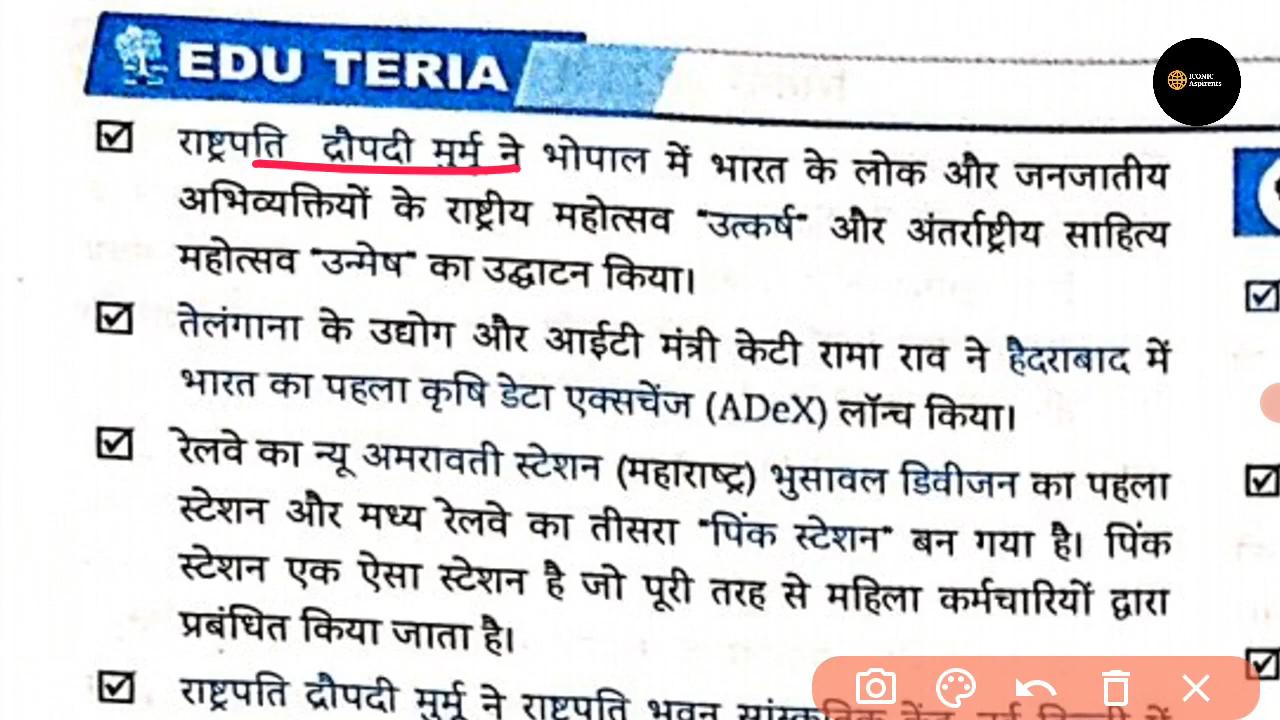 EDU TERIA
ICONIC
Aspirents
राष्ट्रपति द्रौपदी मुर्मू ने भोपाल में भारत के लोक और जनजातीय
अभिव्यक्तियों के राष्ट्रीय महोत्सव "उत्कर्ष" और अंतर्राष्ट्रीय साहित्य
महोत्सव "उन्मेष" का उद्घाटन किया।
तेलंगाना के उद्योग और आईटी मंत्री केटी रामा राव ने हैदराबाद में
भारत का पहला कृषि डेटा एक्सचेंज (ADeX) लॉन्च किया।
रेलवे का न्यू अमरावती स्टेशन (महाराष्ट्र) भुसावल डिवीजन का पहला
स्टेशन और मध्य रेलवे का तीसरा "पिंक स्टेशन" बन गया है। पिंक
स्टेशन एक ऐसा स्टेशन है जो पूरी तरह से महिला कर्मचारियों द्वारा
प्रबंधित किया जाता है।
राष्ट्रपति द्रौपदी मुर्मू ने राष्ट्रपति भवन सांस्कृतिक केंद्र, नई दिल्ली में